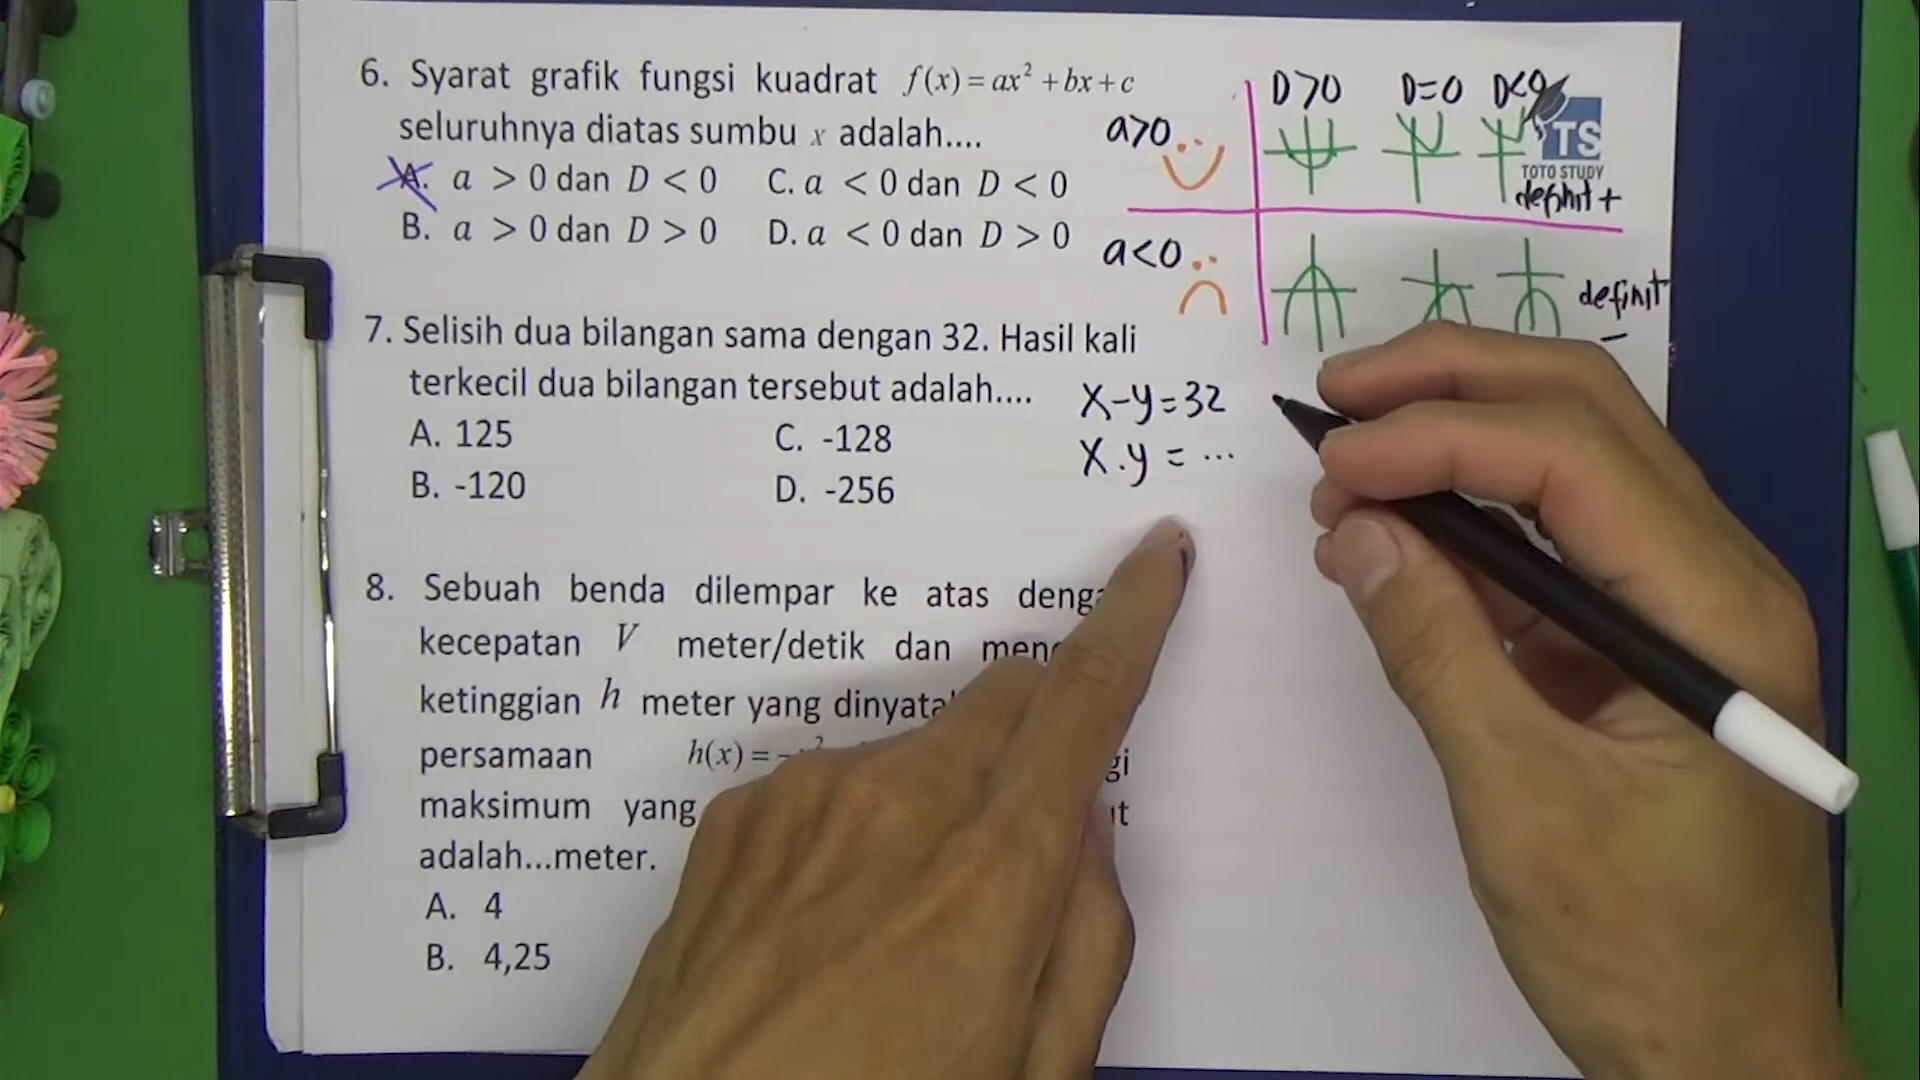 6. Syarat grafik fungsi kuadrat f(x) = ax² + bx + c
seluruhnya diatas sumbu x adalah....
A. a > 0 dan D < 0 C. a < 0 dan D < 0
B. a > 0 dan D > 0 D. a < 0 dan D > 0
D>0 D=0 D<0
a>0
TS
TOTO STUDY
definit +
a<0
definit
−
7. Selisih dua bilangan sama dengan 32. Hasil kali
terkecil dua bilangan tersebut adalah....
A. 125 C. -128
B. -120 D. -256
x-y=32
x.y = ...
8. Sebuah benda dilempar ke atas
kecepatan V meter/detik dan
ketinggian h meter yang
persamaan h(x) =
maksimum yang
adalah...meter.
A. 4
B. 4,25